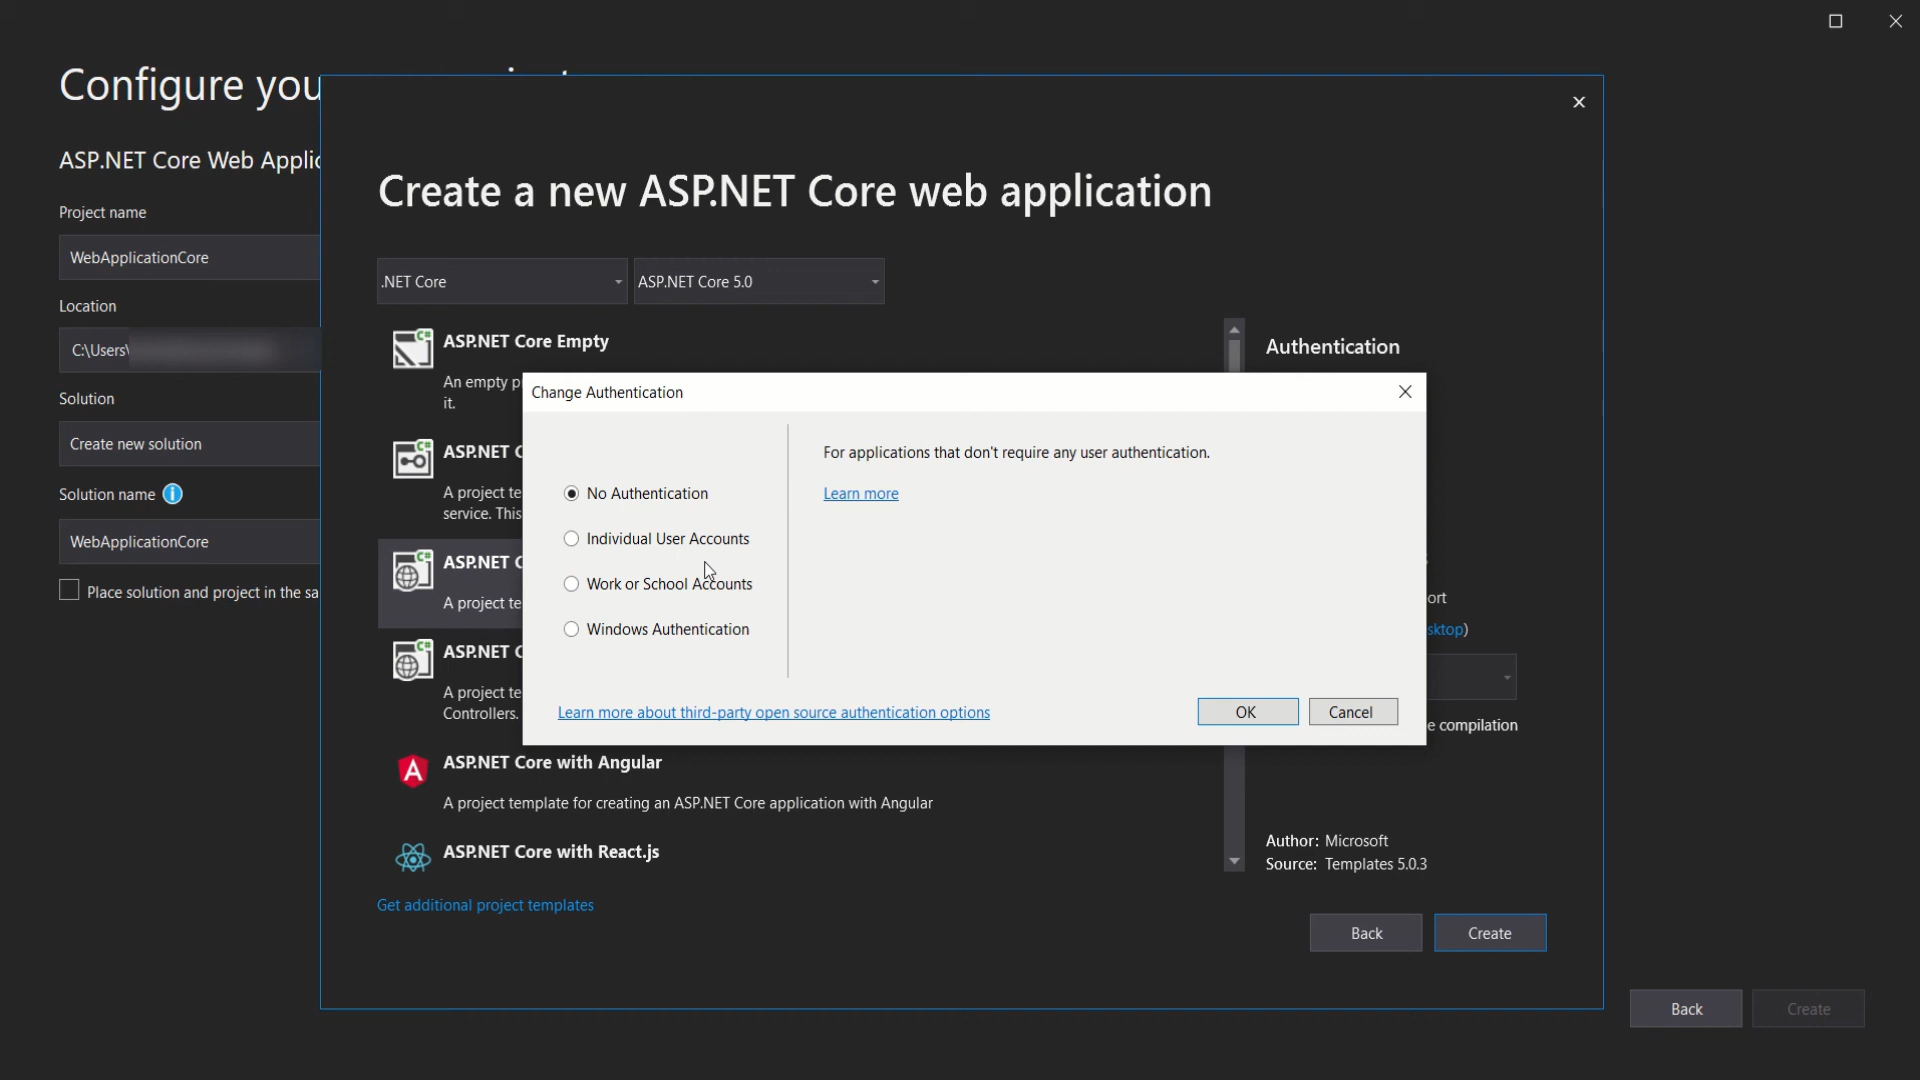 Configure you
ASP.NET Core Web Applic
Project name
WebApplicationCore
Location
C:\Users\
Solution
Create new solution
Solution name
WebApplicationCore
Place solution and project in the sa
Create a new ASP.NET Core web application
.NET Core
ASP.NET Core 5.0
C#
ASP.NET Core Empty
An empty p
it.
C#
ASP.NET C
A project te
service. This
C#
ASP.NET C
A project te
C#
ASP.NET C
A project te
Controllers.
ASP.NET Core with Angular
A project template for creating an ASP.NET Core application with Angular
ASP.NET Core with React.js
Get additional project templates
Authentication
ort
sktop)
e compilation
Author: Microsoft
Source: Templates 5.0.3
Back
Create
Change Authentication
No Authentication
Individual User Accounts
Work or School Accounts
Windows Authentication
For applications that don't require any user authentication.
Learn more
Learn more about third-party open source authentication options
OK
Cancel
Back
Create